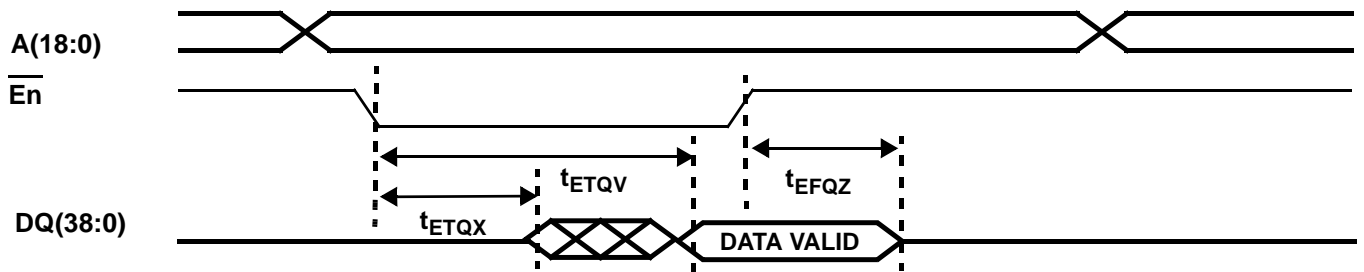 A(18:0)
En
tETQV
tEFQZ
tETQX
DQ(38:0)
DATA VALID